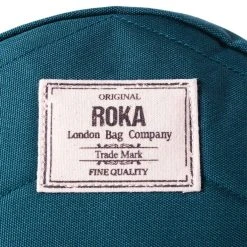 ORIGINAL
ROKA
London Bag Company
Trade Mark
FINE QUALITY